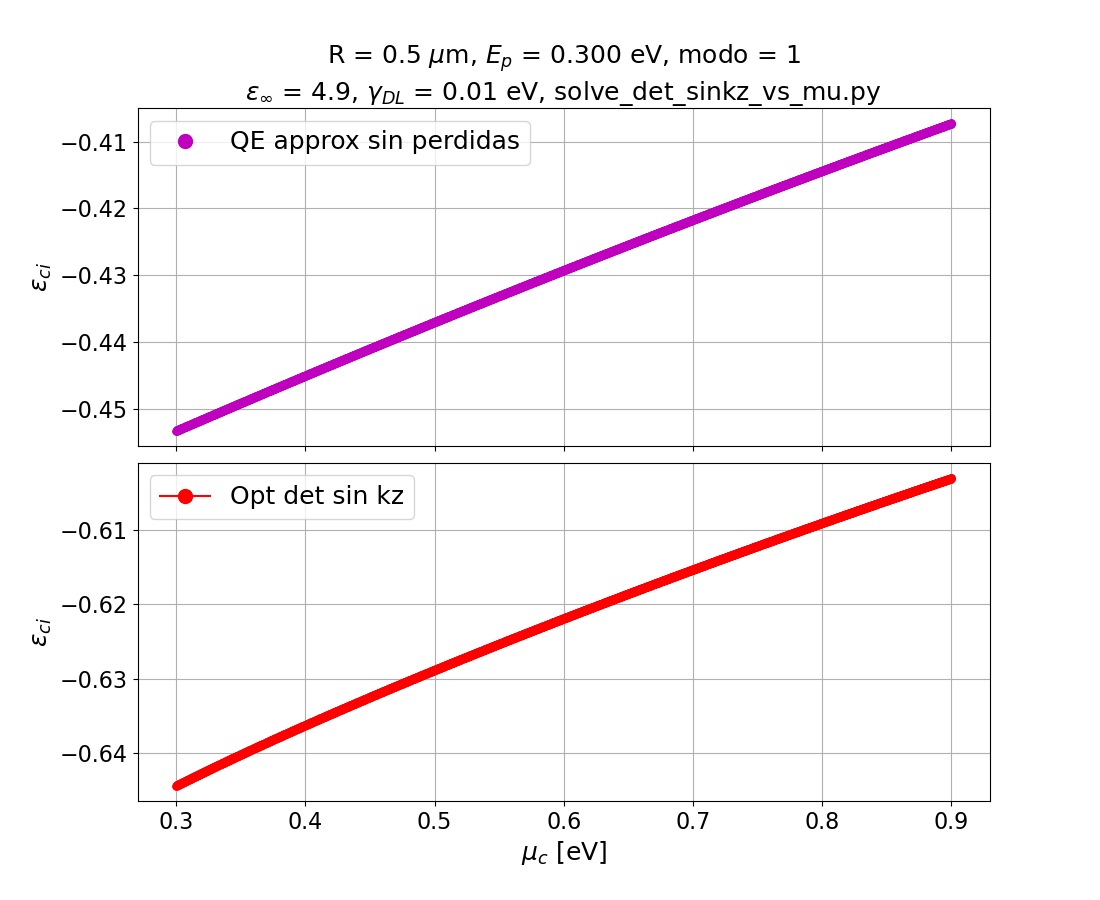 R = 0.5 μm, E_p = 0.300 eV, modo = 1
ε_∞ = 4.9, γ_DL = 0.01 eV, solve_det_sinkz_vs_mu.py
QE approx sin perdidas
−0.41
−0.42
−0.43
−0.44
−0.45
ε_ci
Opt det sin kz
−0.61
−0.62
−0.63
−0.64
ε_ci
0.3 0.4 0.5 0.6 0.7 0.8 0.9
μ_c [eV]